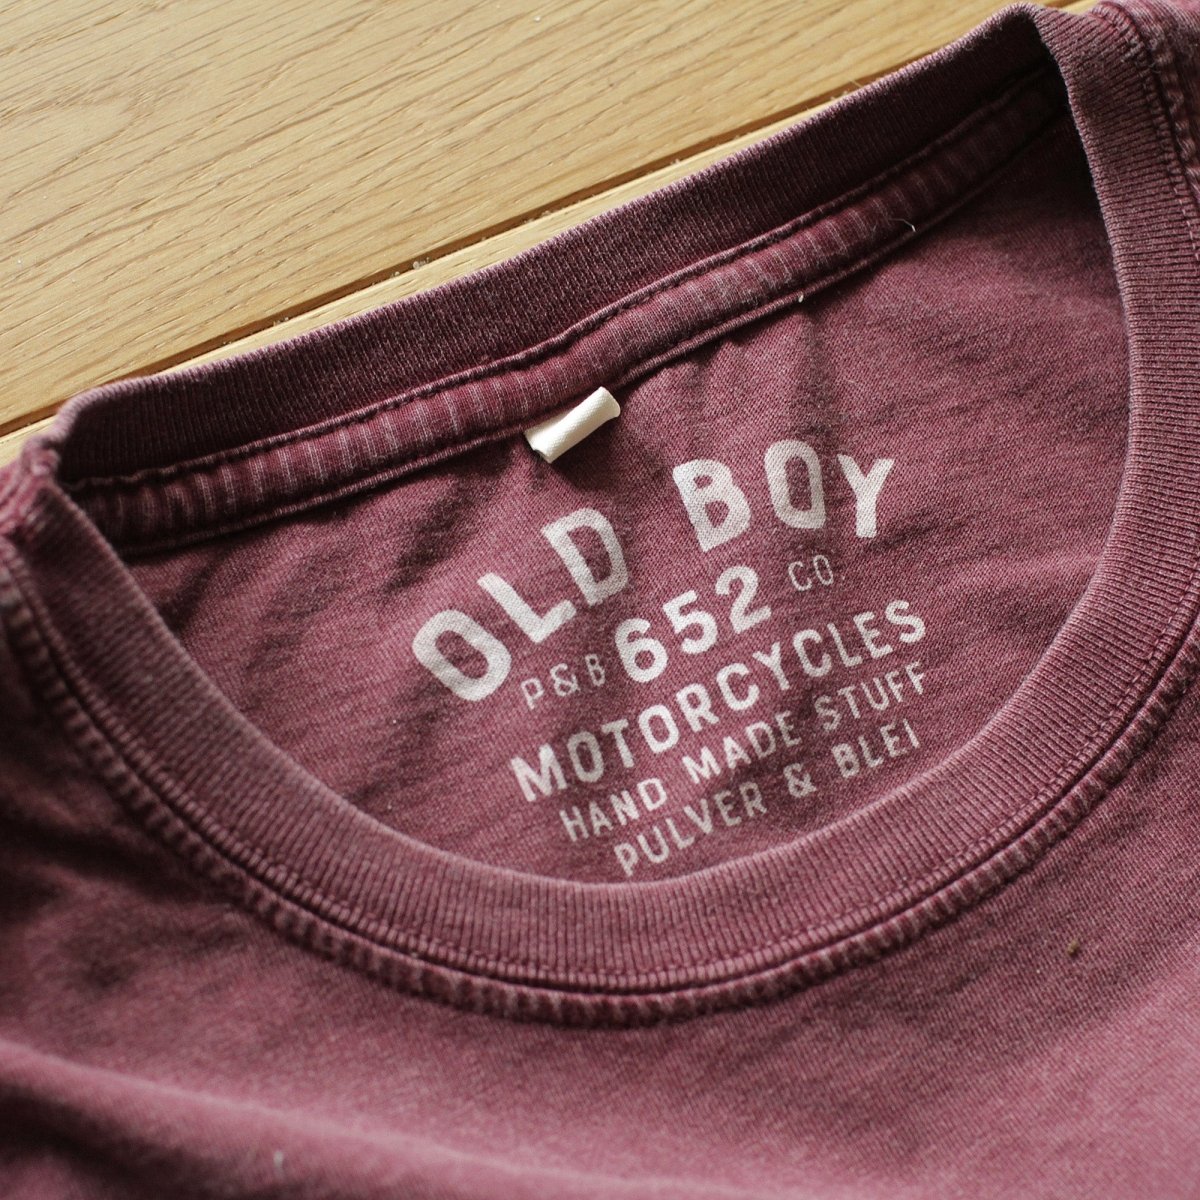 OLD BOY
P&B 652 CO.
MOTORCYCLES
HAND MADE STUFF
PULVER & BLEI